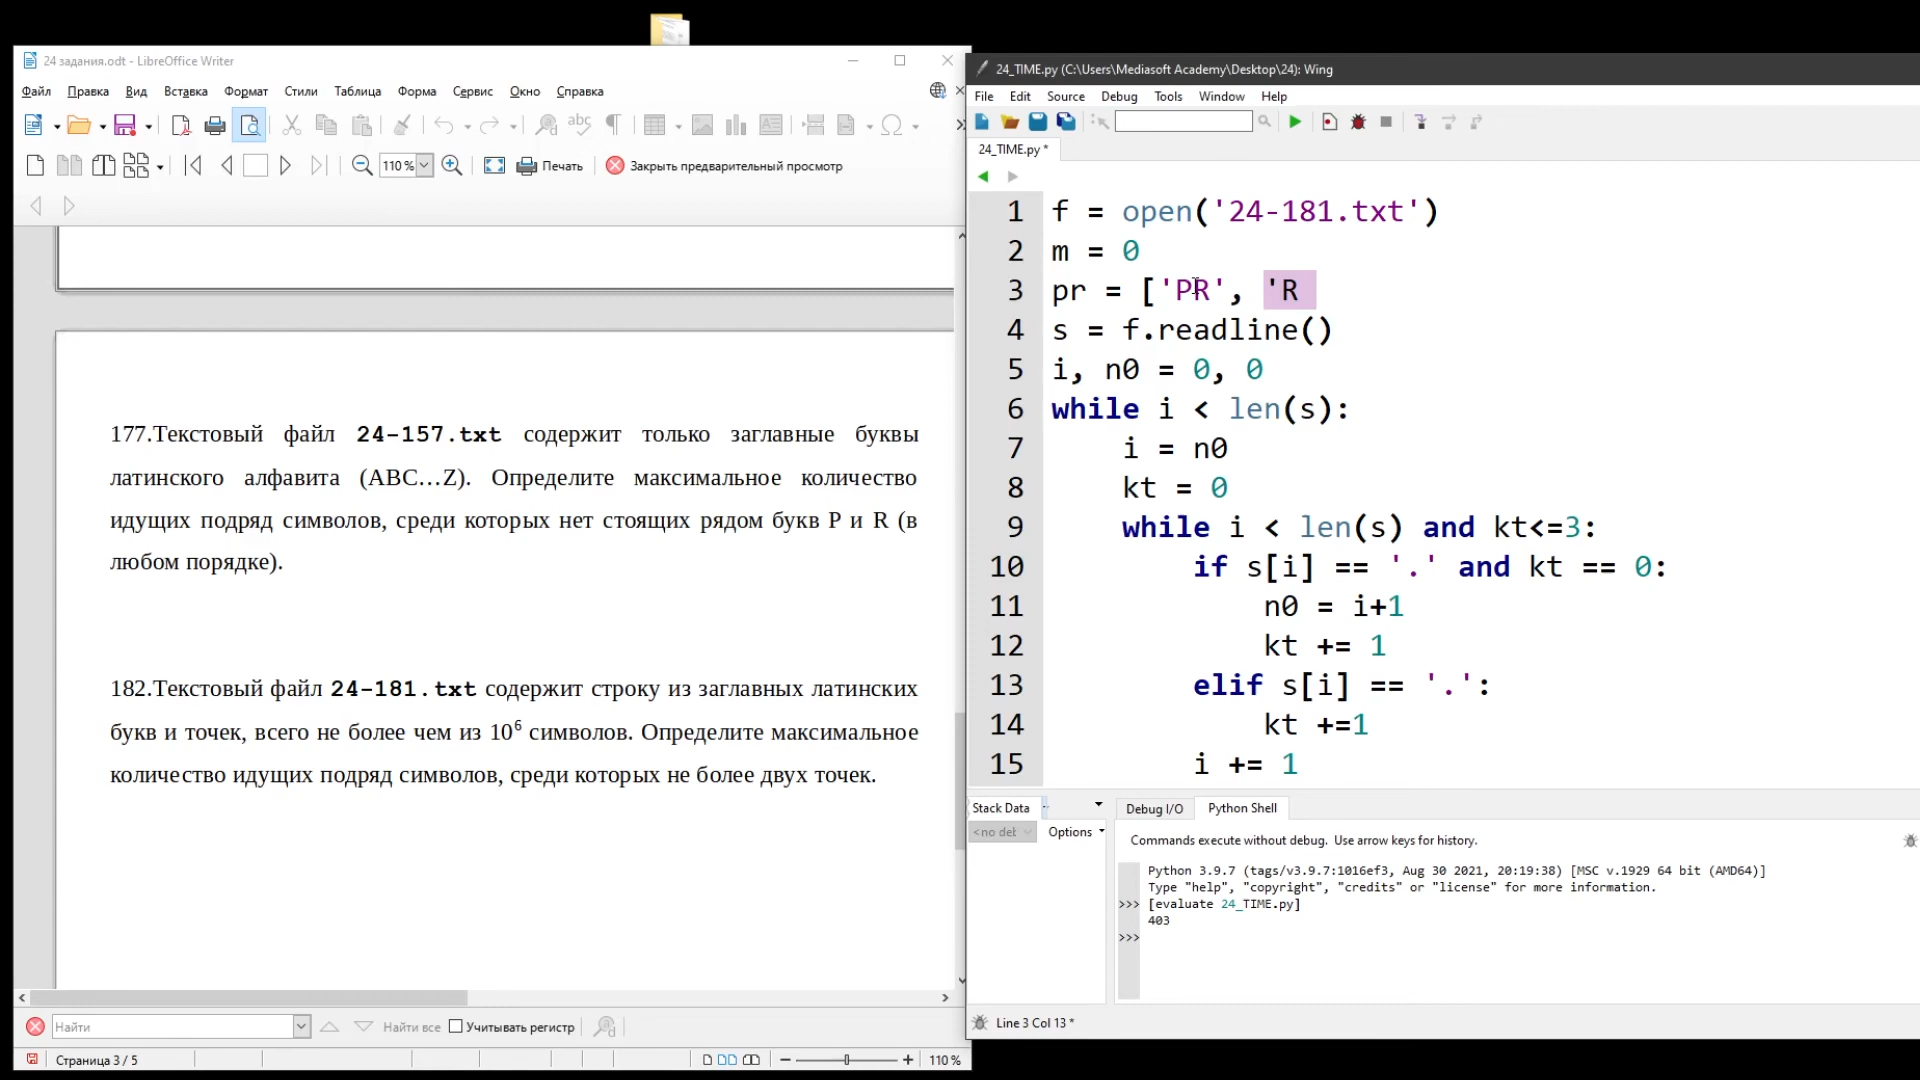 24 задания.odt - LibreOffice Writer
Файл Правка Вид Вставка Формат Стили Таблица Форма Сервис Окно Справка
110 % Печать Закрыть предварительный просмотр
177.Текстовый файл 24-157.txt содержит только заглавные буквы
латинского алфавита (ABC…Z). Определите максимальное количество
идущих подряд символов, среди которых нет стоящих рядом букв P и R (в
любом порядке).
182.Текстовый файл 24-181.txt содержит строку из заглавных латинских
букв и точек, всего не более чем из 10⁶ символов. Определите максимальное
количество идущих подряд символов, среди которых не более двух точек.
Найти Найти все Учитывать регистр
Страница 3 / 5 110 %
24_TIME.py (C:\Users\Mediasoft Academy\Desktop\24): Wing
File Edit Source Debug Tools Window Help
24_TIME.py *
1 f = open('24-181.txt')
2 m = 0
3 pr = ['PR', 'R
4 s = f.readline()
5 i, n0 = 0, 0
6 while i < len(s):
7 i = n0
8 kt = 0
9 while i < len(s) and kt<=3:
10 if s[i] == '.' and kt == 0:
11 n0 = i+1
12 kt += 1
13 elif s[i] == '.':
14 kt +=1
15 i += 1
Stack Data Debug I/O Python Shell
<no det Options
Commands execute without debug. Use arrow keys for history.
Python 3.9.7 (tags/v3.9.7:1016ef3, Aug 30 2021, 20:19:38) [MSC v.1929 64 bit (AMD64)]
Type "help", "copyright", "credits" or "license" for more information.
>>> [evaluate 24_TIME.py]
403
>>>
Line 3 Col 13 *